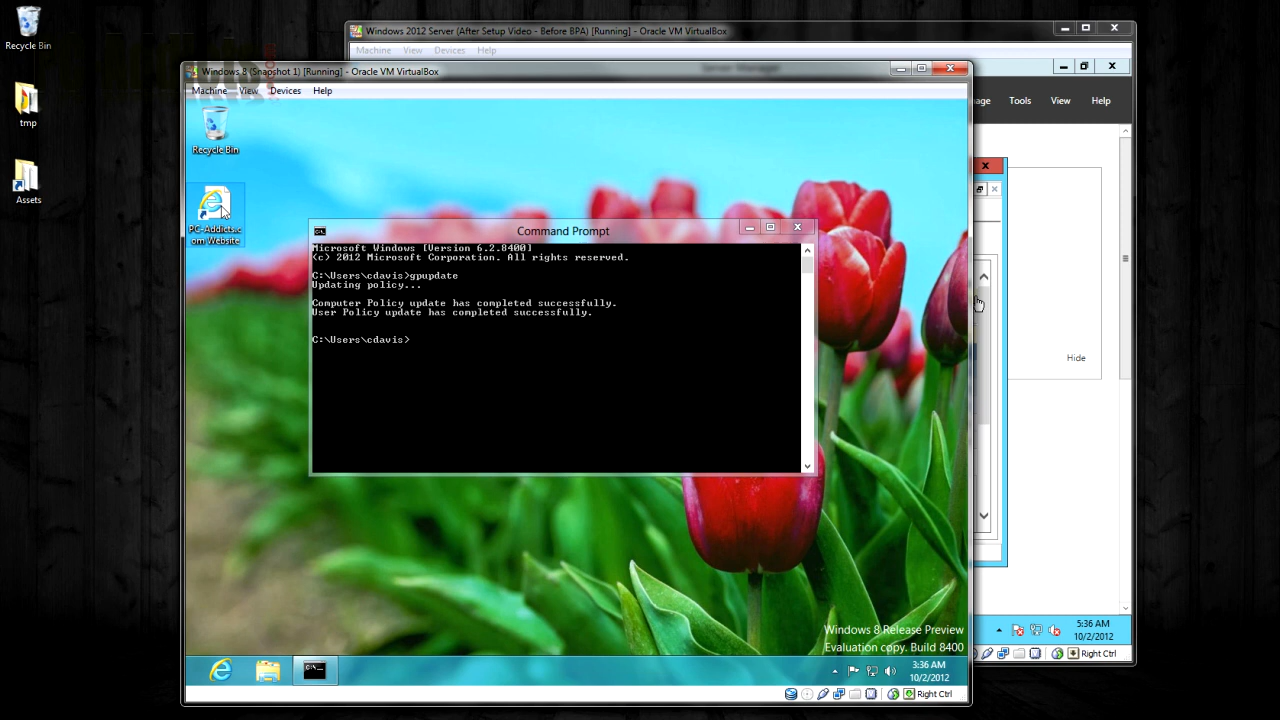 Recycle Bin
tmp
Assets
Windows 2012 Server (After Setup Video - Before BPA) [Running] - Oracle VM VirtualBox
Machine View Devices Help
Server Manager
age Tools View Help
Hide
5:36 AM
10/2/2012
Right Ctrl
Windows 8 (Snapshot 1) [Running] - Oracle VM VirtualBox
Machine View Devices Help
Recycle Bin
PC-Addicts.c
om Website
Command Prompt
Microsoft Windows [Version 6.2.8400]
(c) 2012 Microsoft Corporation. All rights reserved.
C:\Users\cdavis>gpupdate
Updating policy...
Computer Policy update has completed successfully.
User Policy update has completed successfully.
C:\Users\cdavis>
Windows 8 Release Preview
Evaluation copy. Build 8400
3:36 AM
10/2/2012
Right Ctrl